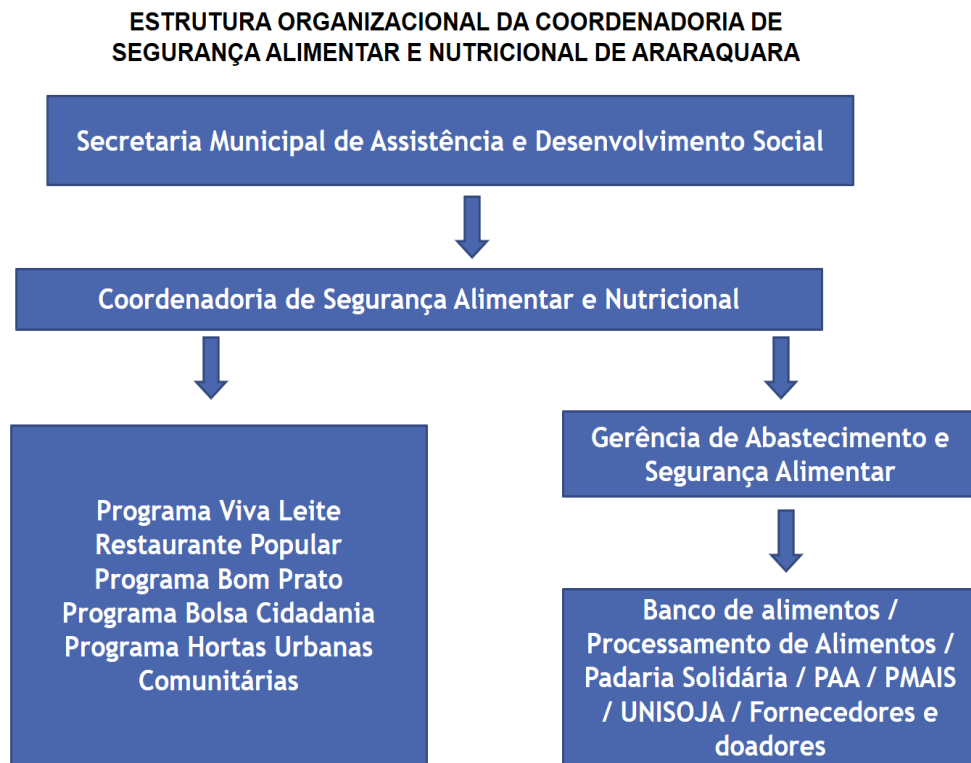 ESTRUTURA ORGANIZACIONAL DA COORDENADORIA DE
SEGURANÇA ALIMENTAR E NUTRICIONAL DE ARARAQUARA
Secretaria Municipal de Assistência e Desenvolvimento Social
Coordenadoria de Segurança Alimentar e Nutricional
Programa Viva Leite
Restaurante Popular
Programa Bom Prato
Programa Bolsa Cidadania
Programa Hortas Urbanas
Comunitárias
Gerência de Abastecimento e
Segurança Alimentar
Banco de alimentos /
Processamento de Alimentos /
Padaria Solidária / PAA / PMAIS
/ UNISOJA / Fornecedores e
doadores